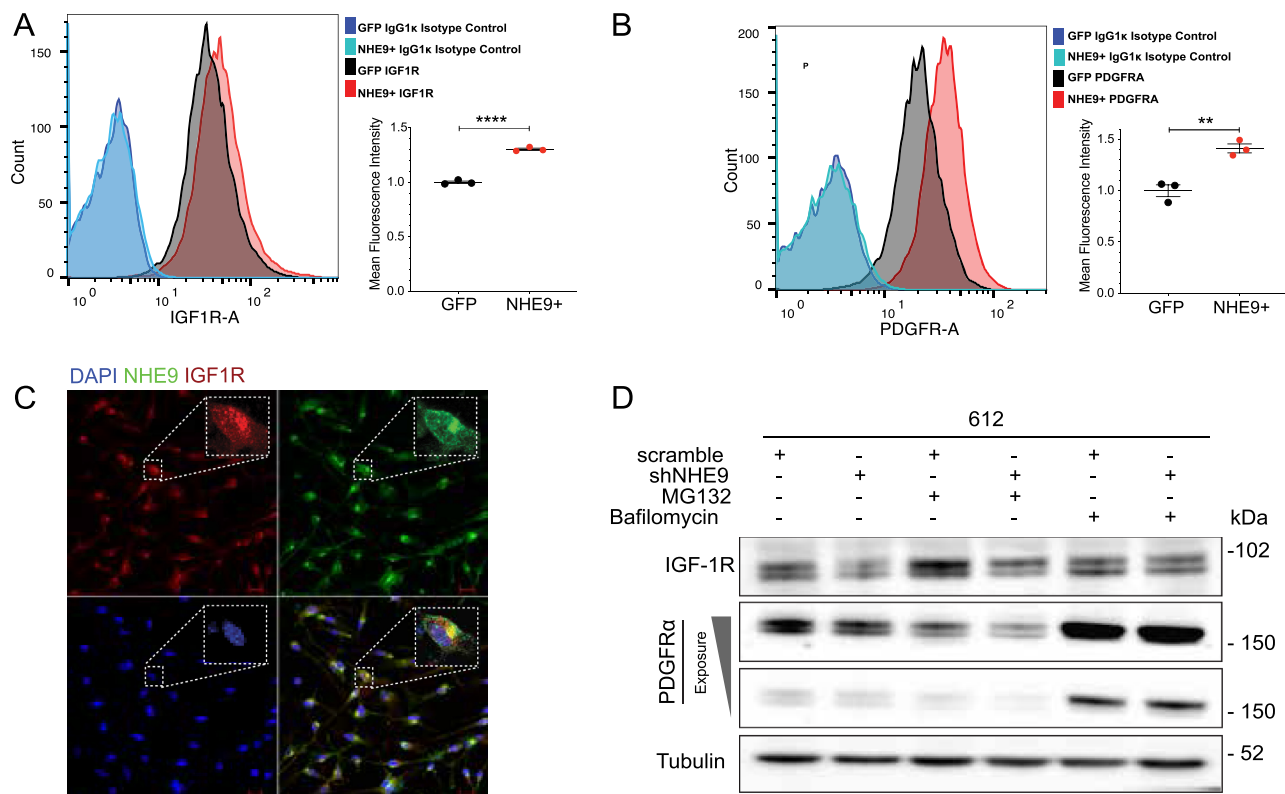 A
150
100
50
0
Count
10 0
10 1
10 2
IGF1R-A
GFP IgG1κ Isotype Control
NHE9+ IgG1κ Isotype Control
GFP IGF1R
NHE9+ IGF1R
Mean Fluorescence Intensity
1.5
1.0
0.5
0.0
****
GFP
NHE9+
B
200
150
100
50
0
Count
P
10 0
10 1
10 2
PDGFR-A
GFP IgG1κ Isotype Control
NHE9+ IgG1κ Isotype Control
GFP PDGFRA
NHE9+ PDGFRA
Mean Fluorescence Intensity
1.5
1.0
0.5
0.0
**
GFP
NHE9+
C
DAPI NHE9 IGF1R
D
612
scramble + - + - + -
shNHE9 - + - + - +
MG132 - - + + - -
Bafilomycin - - - - + +
kDa
IGF-1R
-102
PDGFRα
Exposure
- 150
- 150
Tubulin
- 52